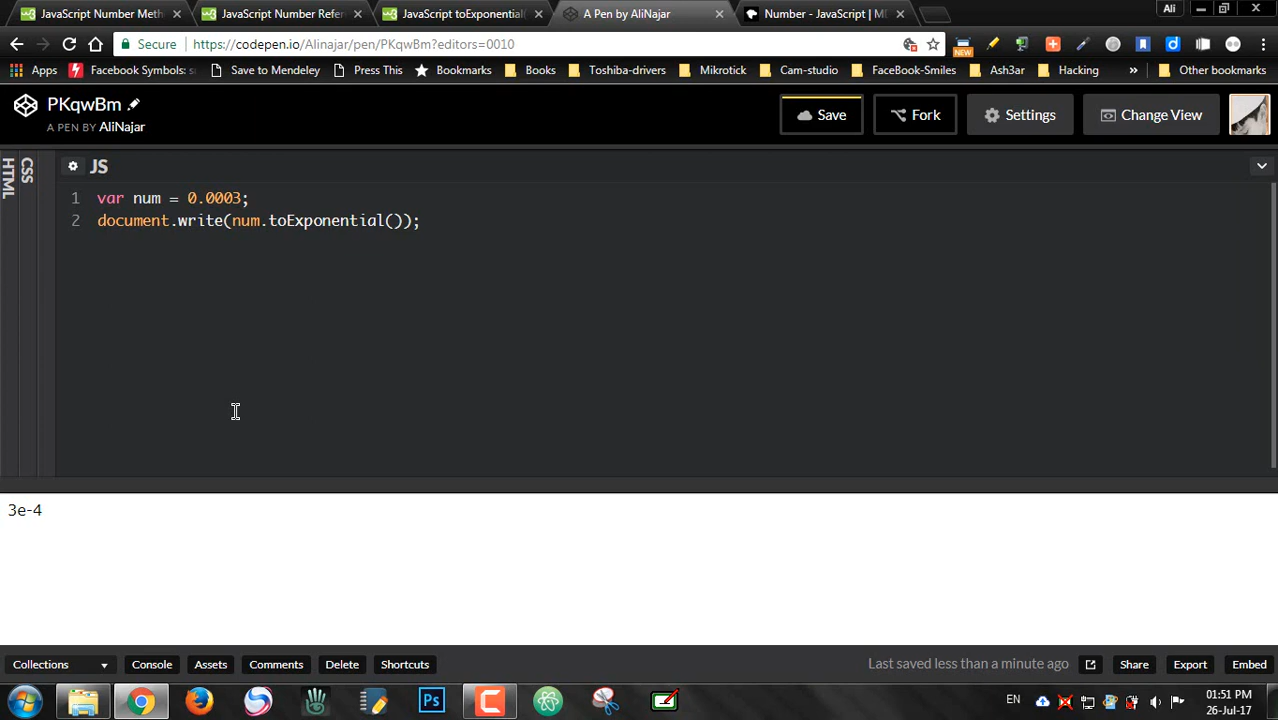 JavaScript Number Meth
JavaScript Number Refer
JavaScript toExponential(
A Pen by AliNajar
Number - JavaScript | M
Ali
Secure
https://codepen.io/Alinajar/pen/PKqwBm?editors=0010
NEW
Apps
Facebook Symbols: s
Save to Mendeley
Press This
Bookmarks
Books
Toshiba-drivers
Mikrotick
Cam-studio
FaceBook-Smiles
Ash3ar
Hacking
»
Other bookmarks
PKqwBm
A PEN BY AliNajar
Save
Fork
Settings
Change View
HTML
CSS
JS
1 var num = 0.0003;
2 document.write(num.toExponential());
3e-4
Collections
Console
Assets
Comments
Delete
Shortcuts
Last saved less than a minute ago
Share
Export
Embed
Ps
EN
01:51 PM
26-Jul-17